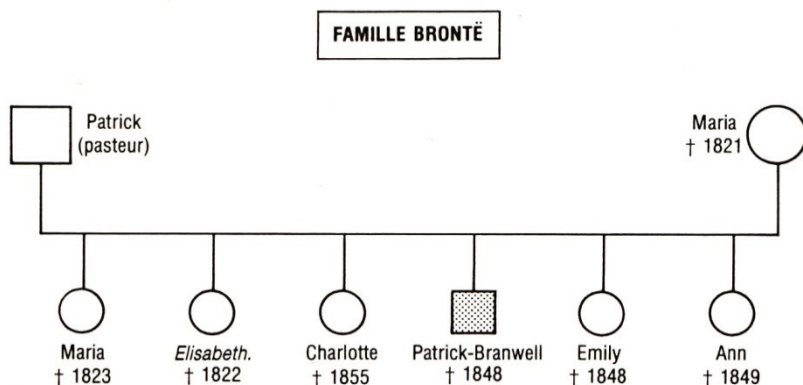 FAMILLE BRONTË
Patrick
(pasteur)
Maria
† 1821
Maria
† 1823
Elisabeth.
† 1822
Charlotte
† 1855
Patrick-Branwell
† 1848
Emily
† 1848
Ann
† 1849